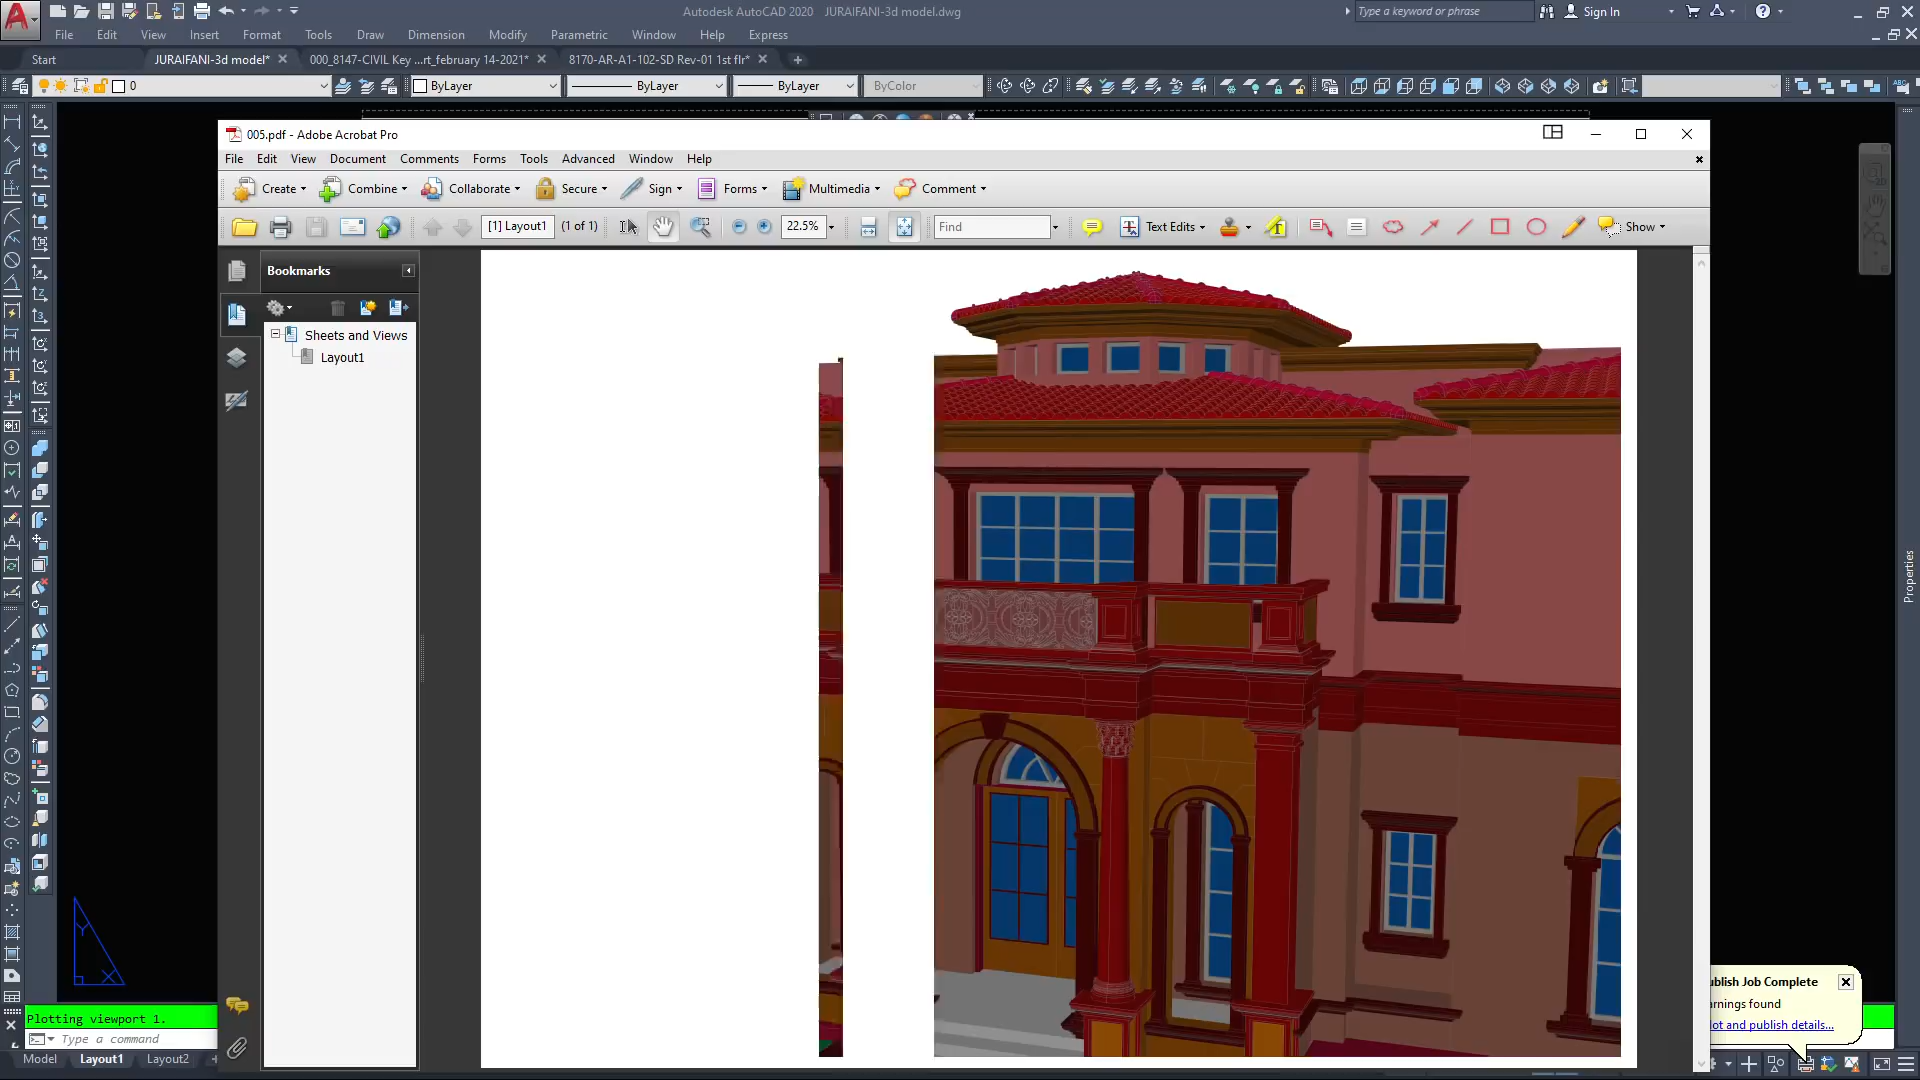 Autodesk AutoCAD 2020 JURAIFANI-3d model.dwg
Type a keyword or phrase
Sign In
File Edit View Insert Format Tools Draw Dimension Modify Parametric Window Help Express
Start JURAIFANI-3d model* 000_8147-CIVIL Key ...rt_february 14-2021* 8170-AR-A1-102-SD Rev-01 1st flr*
0 ByLayer ByLayer ByLayer ByColor
005.pdf - Adobe Acrobat Pro
File Edit View Document Comments Forms Tools Advanced Window Help
Create Combine Collaborate Secure Sign Forms Multimedia Comment
[1] Layout1 (1 of 1) 22.5% Find Text Edits Show
Bookmarks
Sheets and Views
Layout1
Properties
Y
X
ublish Job Complete
arnings found
lot and publish details...
Plotting viewport 1.
Type a command
Model Layout1 Layout2